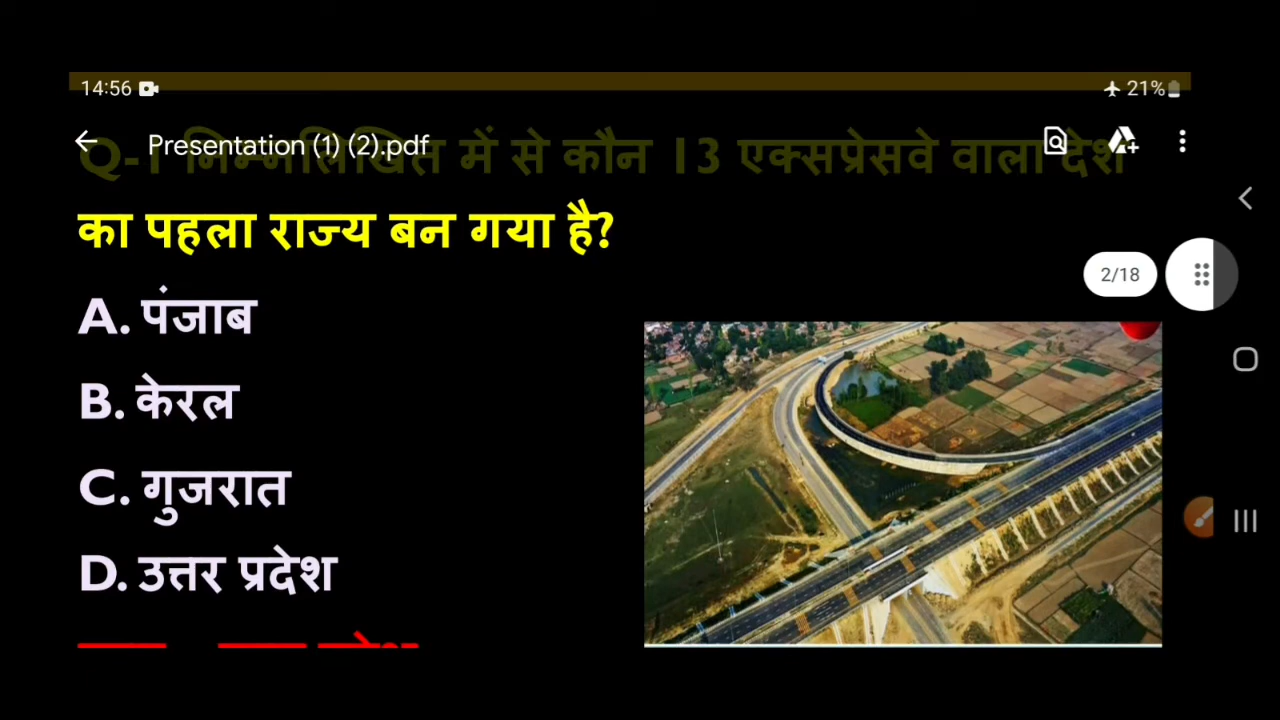 14:56
21%
Presentation (1) (2).pdf
Q-1 निम्नलिखित में से कौन 13 एक्सप्रेसवे वाला देश
का पहला राज्य बन गया है?
2/18
A. पंजाब
B. केरल
C. गुजरात
D. उत्तर प्रदेश